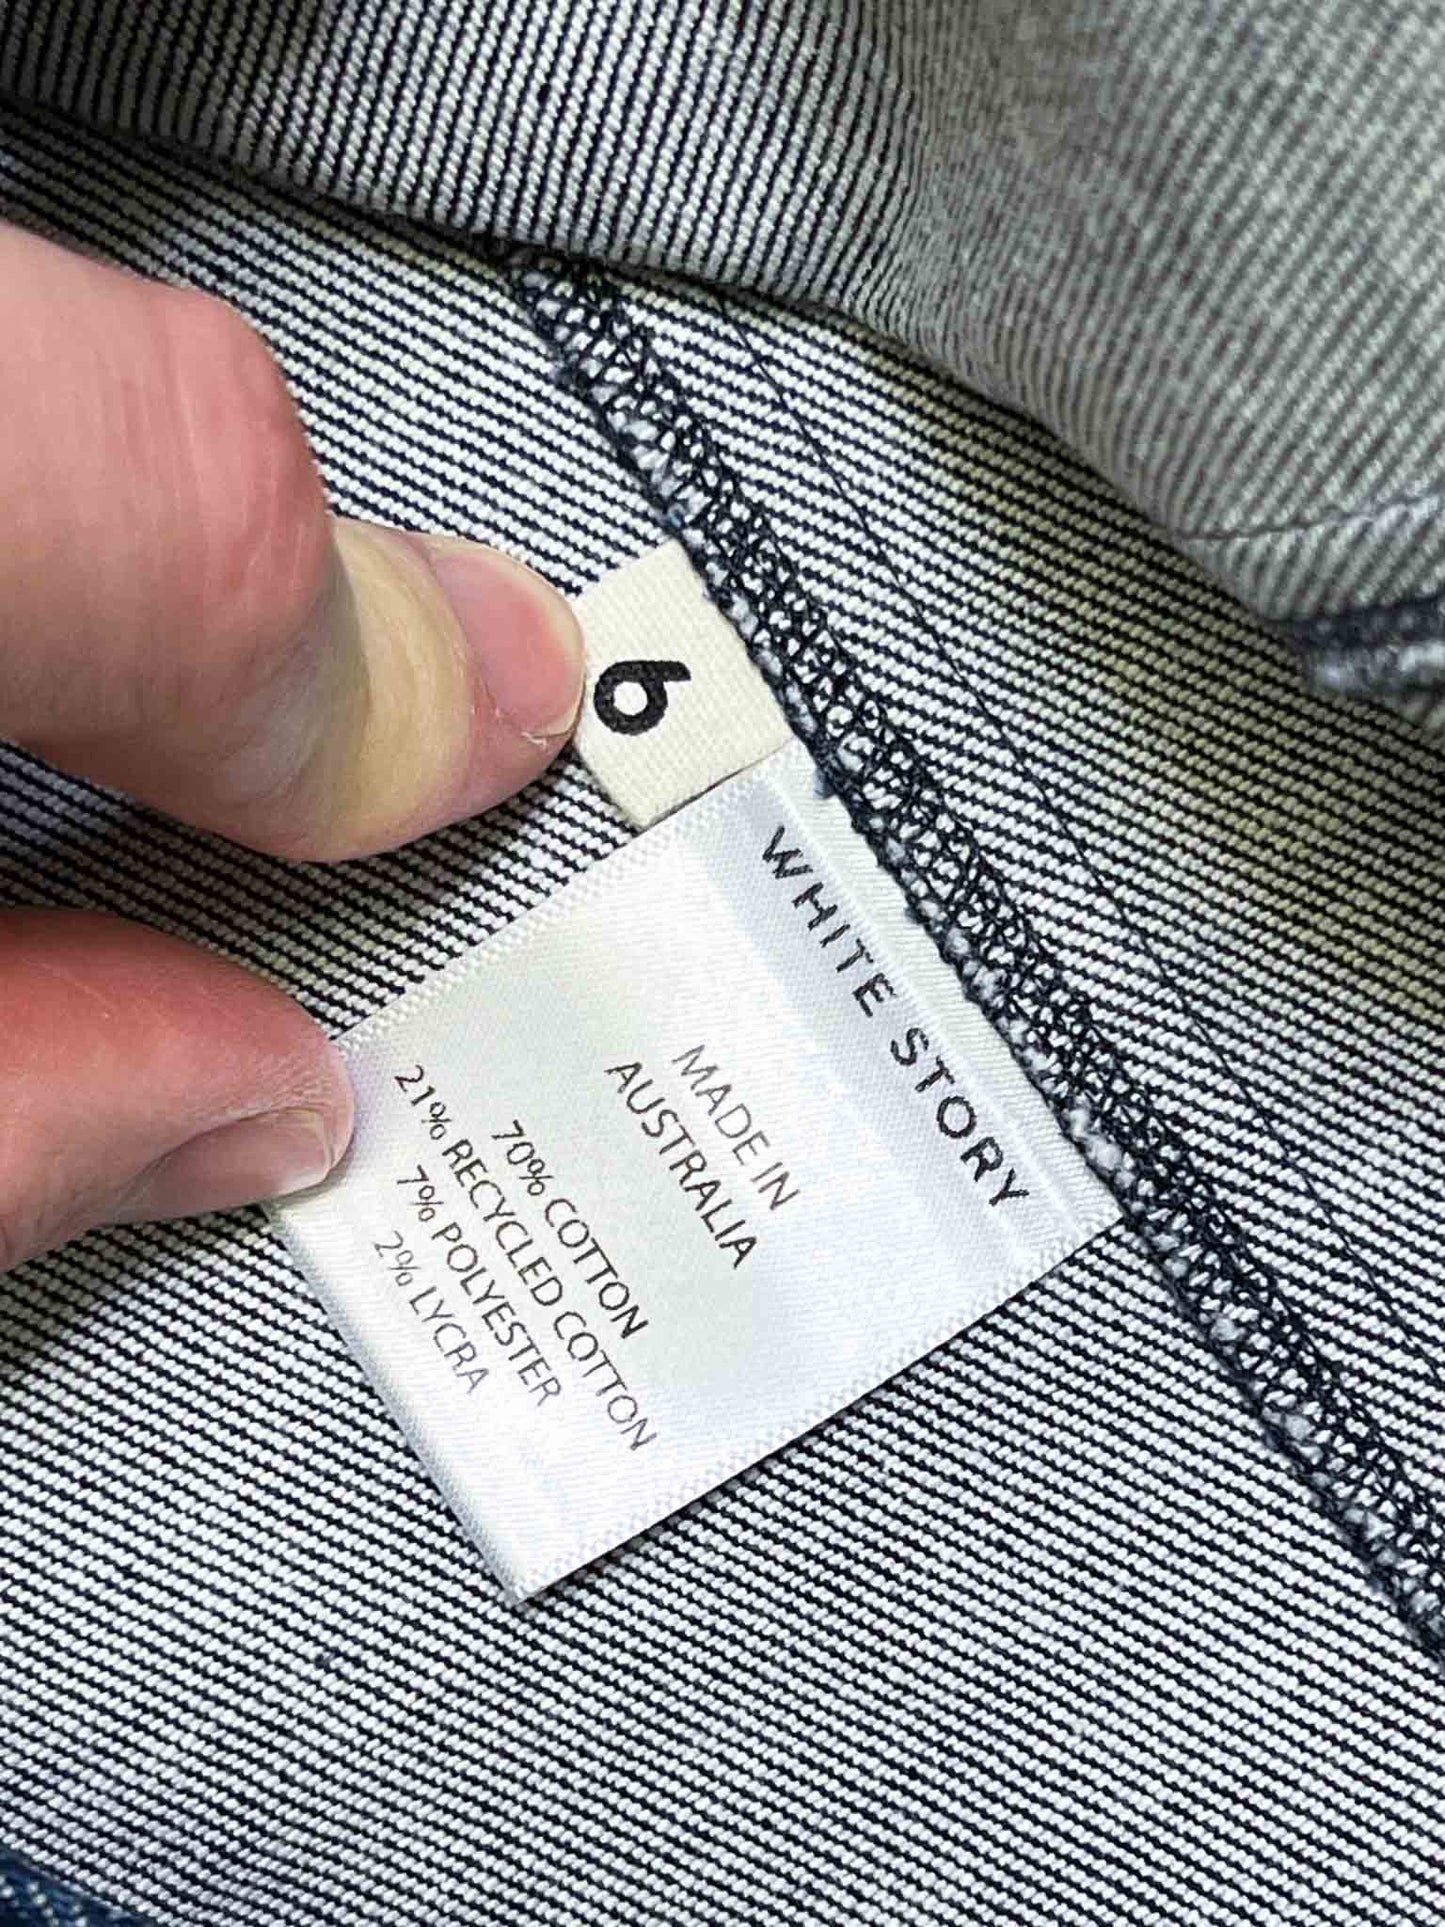 6
WHITE STORY
MADE IN
AUSTRALIA
70% COTTON
21% RECYCLED COTTON
7% POLYESTER
2% LYCRA